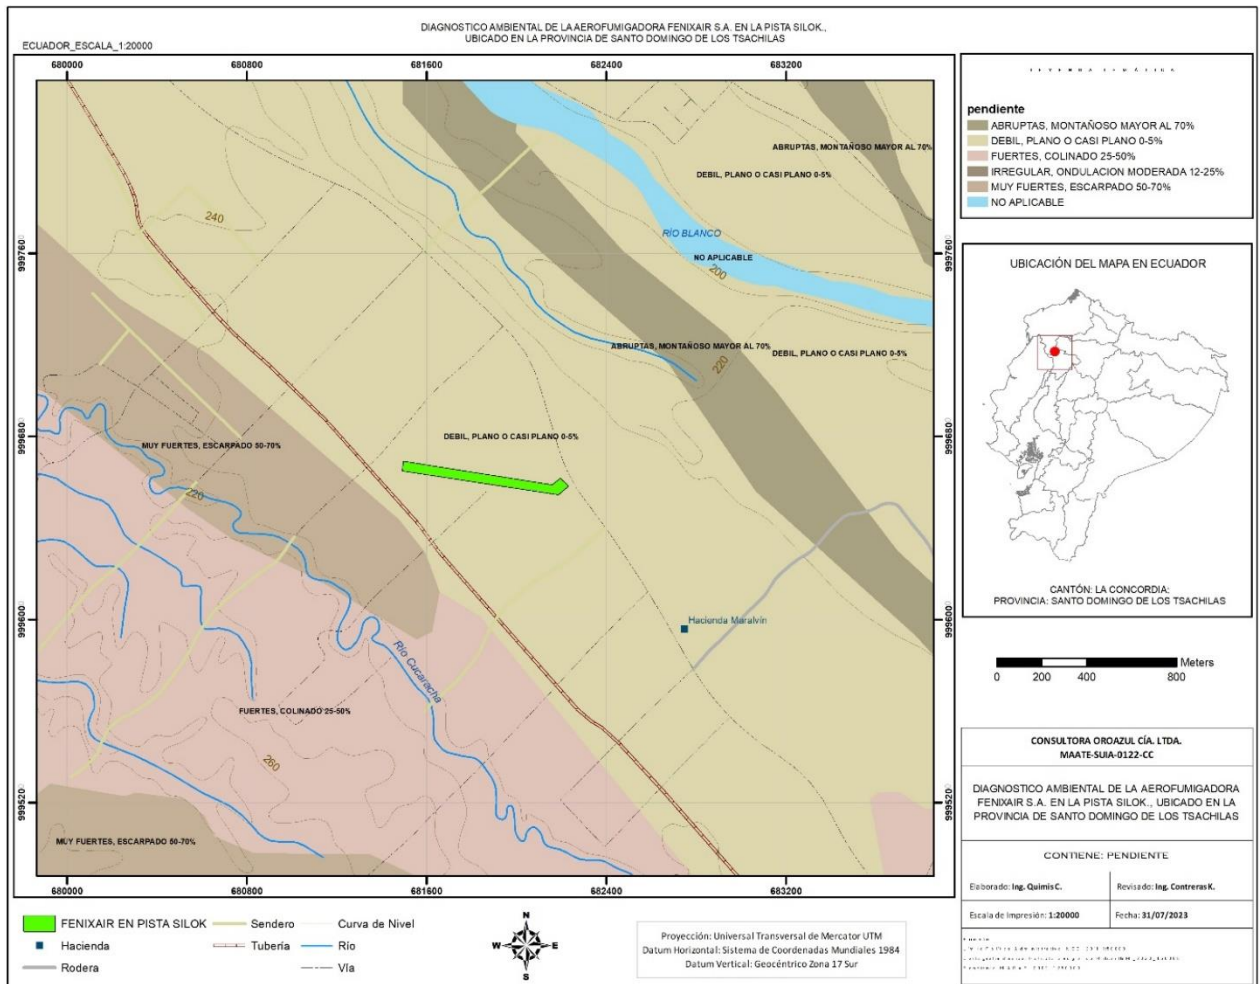 DIAGNOSTICO AMBIENTAL DE LA AEROFUMIGADORA FENIXAIR S.A. EN LA PISTA SILOK.,
UBICADO EN LA PROVINCIA DE SANTO DOMINGO DE LOS TSACHILAS
ECUADOR_ESCALA_1:20000
680000 680800 681600 682400 683200
pendiente
ABRUPTAS, MONTAÑOSO MAYOR AL 70%
DEBIL, PLANO O CASI PLANO 0-5%
FUERTES, COLINADO 25-50%
IRREGULAR, ONDULACION MODERADA 12-25%
MUY FUERTES, ESCARPADO 50-70%
NO APLICABLE
ABRUPTAS, MONTAÑOSO MAYOR AL 70%
DEBIL, PLANO O CASI PLANO 0-5%
240
RÍO BLANCO
NO APLICABLE
200
ABRUPTAS, MONTAÑOSO MAYOR AL 70%
DEBIL, PLANO O CASI PLANO 0-5%
220
DEBIL, PLANO O CASI PLANO 0-5%
MUY FUERTES, ESCARPADO 50-70%
220
Hacienda Maralvín
Río Cucaracha
FUERTES, COLINADO 25-50%
260
MUY FUERTES, ESCARPADO 50-70%
999760 999760
999680 999680
999600 999600
999520 999520
680000 680800 681600 682400 683200
UBICACIÓN DEL MAPA EN ECUADOR
CANTÓN: LA CONCORDIA:
PROVINCIA: SANTO DOMINGO DE LOS TSACHILAS
Meters
0 200 400 800
CONSULTORA OROAZUL CÍA. LTDA.
MAATE-SUIA-0122-CC
DIAGNOSTICO AMBIENTAL DE LA AEROFUMIGADORA
FENIXAIR S.A. EN LA PISTA SILOK., UBICADO EN LA
PROVINCIA DE SANTO DOMINGO DE LOS TSACHILAS
CONTIENE: PENDIENTE
Elaborado: Ing. Quimis C. Revisado: Ing. Contreras K.
Escala de Impresión: 1:20000 Fecha: 31/07/2023
FENIXAIR EN PISTA SILOK
Hacienda
Rodera
Sendero
Tubería
Curva de Nivel
Río
Vía
N
W E
S
Proyección: Universal Transversal de Mercator UTM
Datum Horizontal: Sistema de Coordenadas Mundiales 1984
Datum Vertical: Geocéntrico Zona 17 Sur